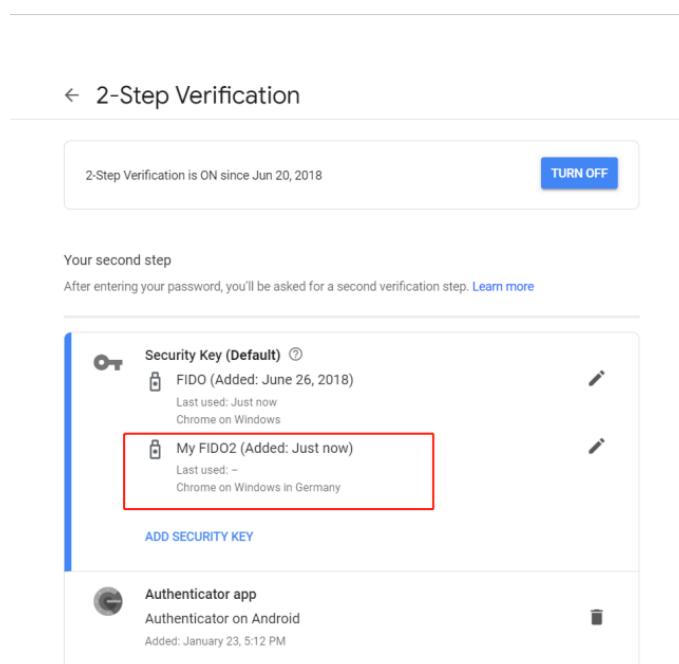 2-Step Verification
2-Step Verification is ON since Jun 20, 2018
TURN OFF
Your second step
After entering your password, you'll be asked for a second verification step. Learn more
Security Key (Default)
FIDO (Added: June 26, 2018)
Last used: Just now
Chrome on Windows
My FIDO2 (Added: Just now)
Last used: –
Chrome on Windows in Germany
ADD SECURITY KEY
Authenticator app
Authenticator on Android
Added: January 23, 5:12 PM